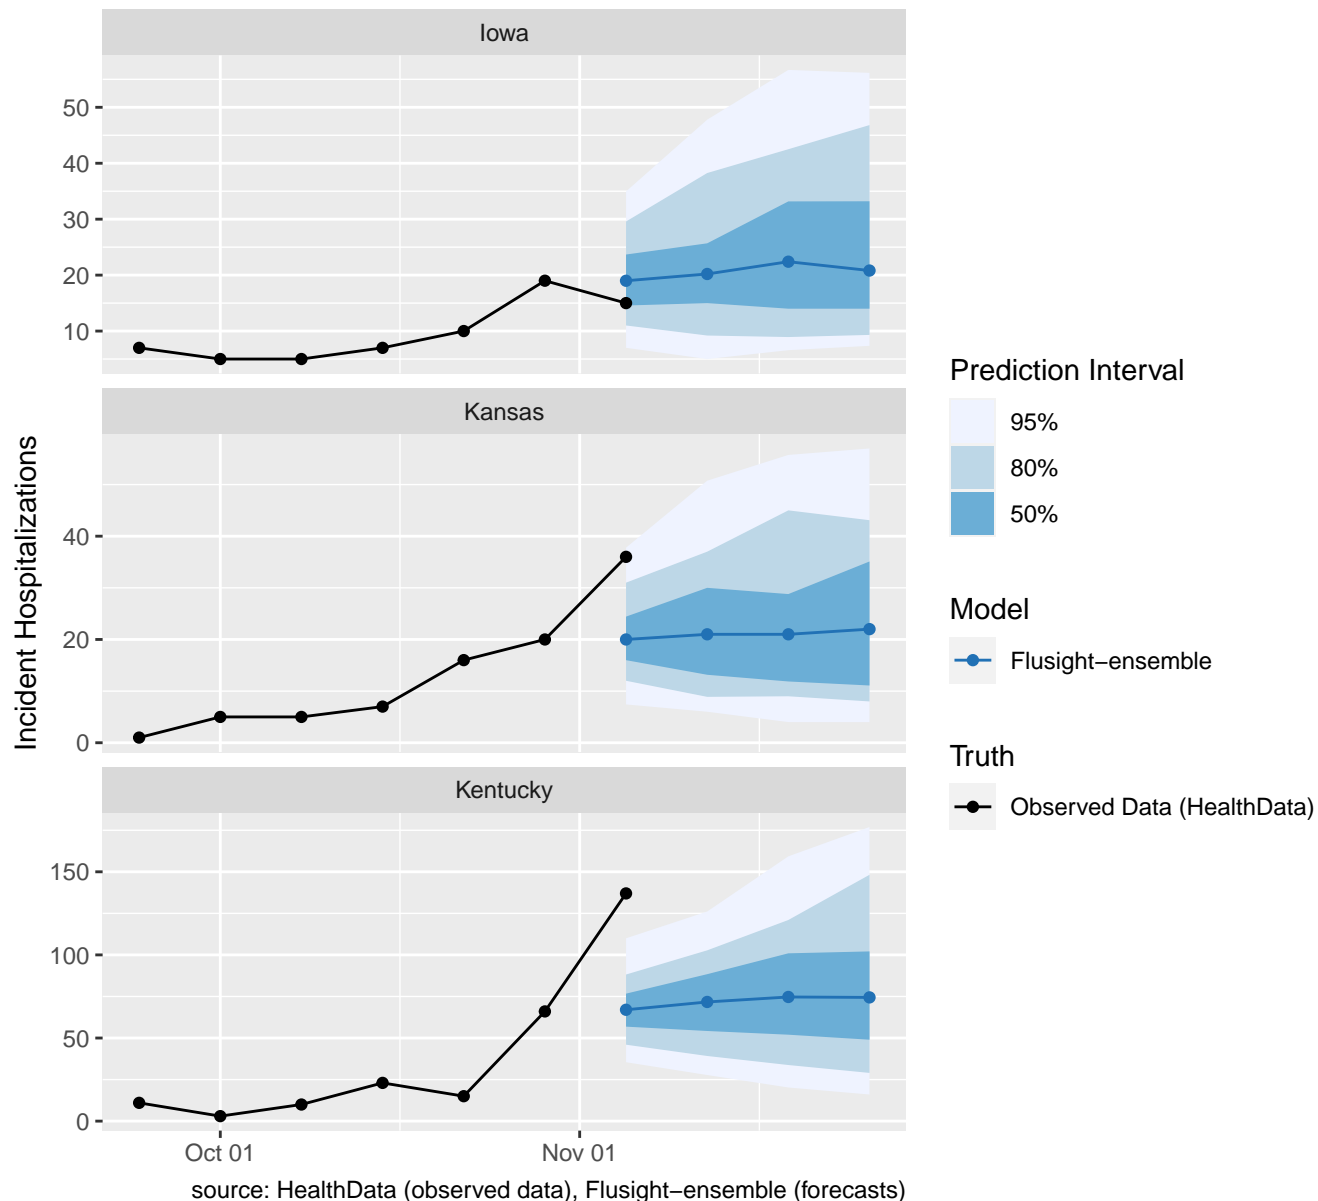 Iowa
50
40
30
20
10
Kansas
40
20
0
Kentucky
150
100
50
0
Oct 01
Nov 01
Incident Hospitalizations
source: HealthData (observed data), Flusight−ensemble (forecasts)
Prediction Interval
95%
80%
50%
Model
Flusight−ensemble
Truth
Observed Data (HealthData)